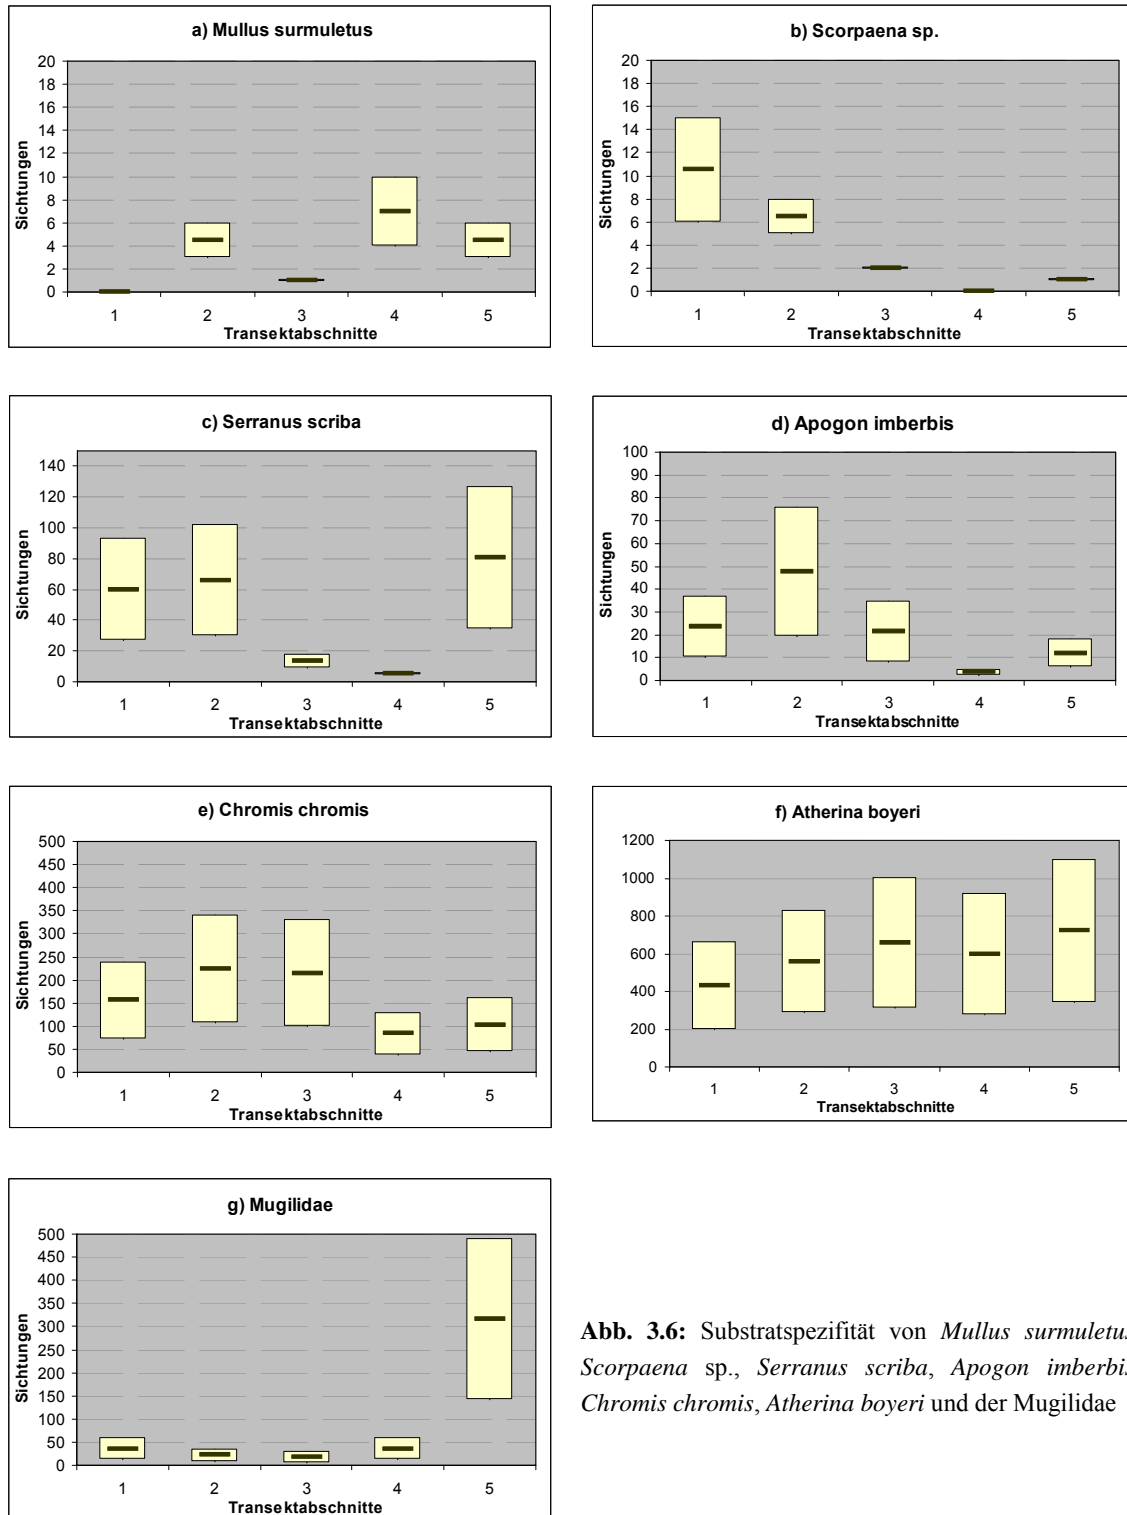 a) Mullus surmuletus
Sichtungen
20
18
16
14
12
10
8
6
4
2
0
1 2 3 4 5
Transektabschnitte
b) Scorpaena sp.
Sichtungen
20
18
16
14
12
10
8
6
4
2
0
1 2 3 4 5
Transektabschnitte
c) Serranus scriba
Sichtungen
140
120
100
80
60
40
20
0
1 2 3 4 5
Transektabschnitte
d) Apogon imberbis
Sichtungen
100
90
80
70
60
50
40
30
20
10
0
1 2 3 4 5
Transektabschnitte
e) Chromis chromis
Sichtungen
500
450
400
350
300
250
200
150
100
50
0
1 2 3 4 5
Transektabschnitte
f) Atherina boyeri
Sichtungen
1200
1000
800
600
400
200
0
1 2 3 4 5
Transektabschnitte
g) Mugilidae
Sichtungen
500
450
400
350
300
250
200
150
100
50
0
1 2 3 4 5
Transektabschnitte
Abb. 3.6: Substratspezifität von Mullus surmuletus
Scorpaena sp., Serranus scriba, Apogon imberbis
Chromis chromis, Atherina boyeri und der Mugilidae